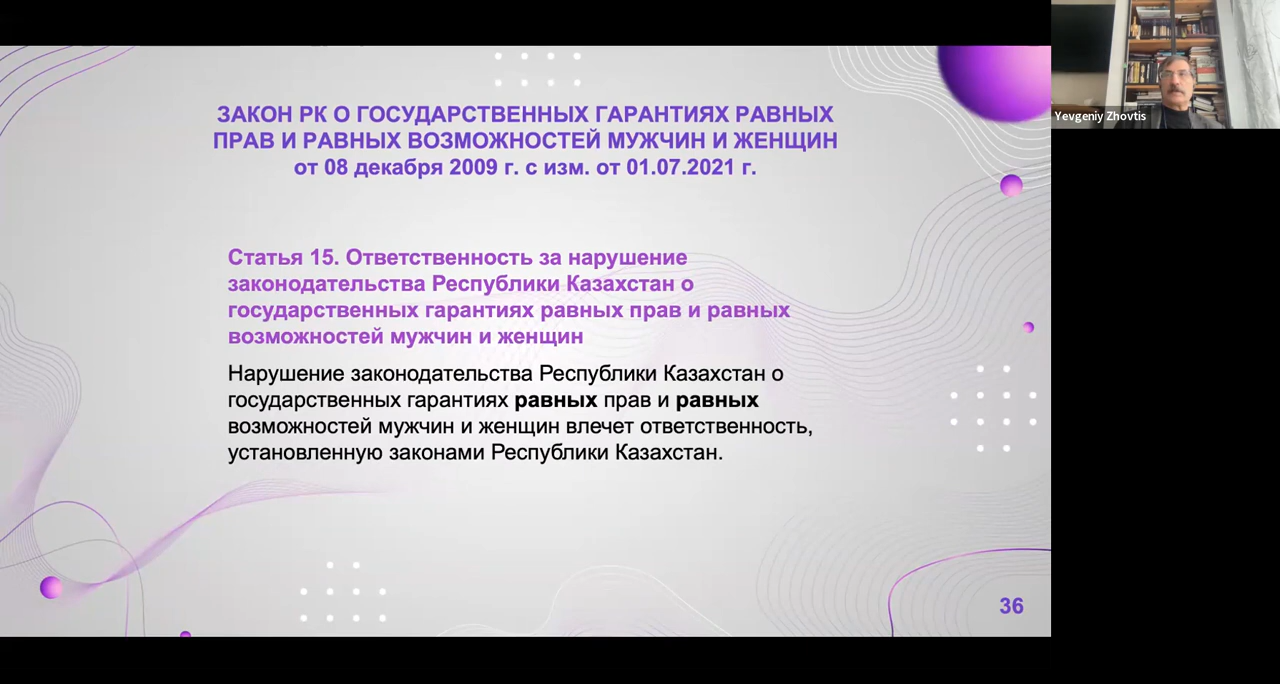 ЗАКОН РК О ГОСУДАРСТВЕННЫХ ГАРАНТИЯХ РАВНЫХ
ПРАВ И РАВНЫХ ВОЗМОЖНОСТЕЙ МУЖЧИН И ЖЕНЩИН
от 08 декабря 2009 г. с изм. от 01.07.2021 г.
Статья 15. Ответственность за нарушение
законодательства Республики Казахстан о
государственных гарантиях равных прав и равных
возможностей мужчин и женщин
Нарушение законодательства Республики Казахстан о
государственных гарантиях равных прав и равных
возможностей мужчин и женщин влечет ответственность,
установленную законами Республики Казахстан.
36
Yevgeniy Zhovtis